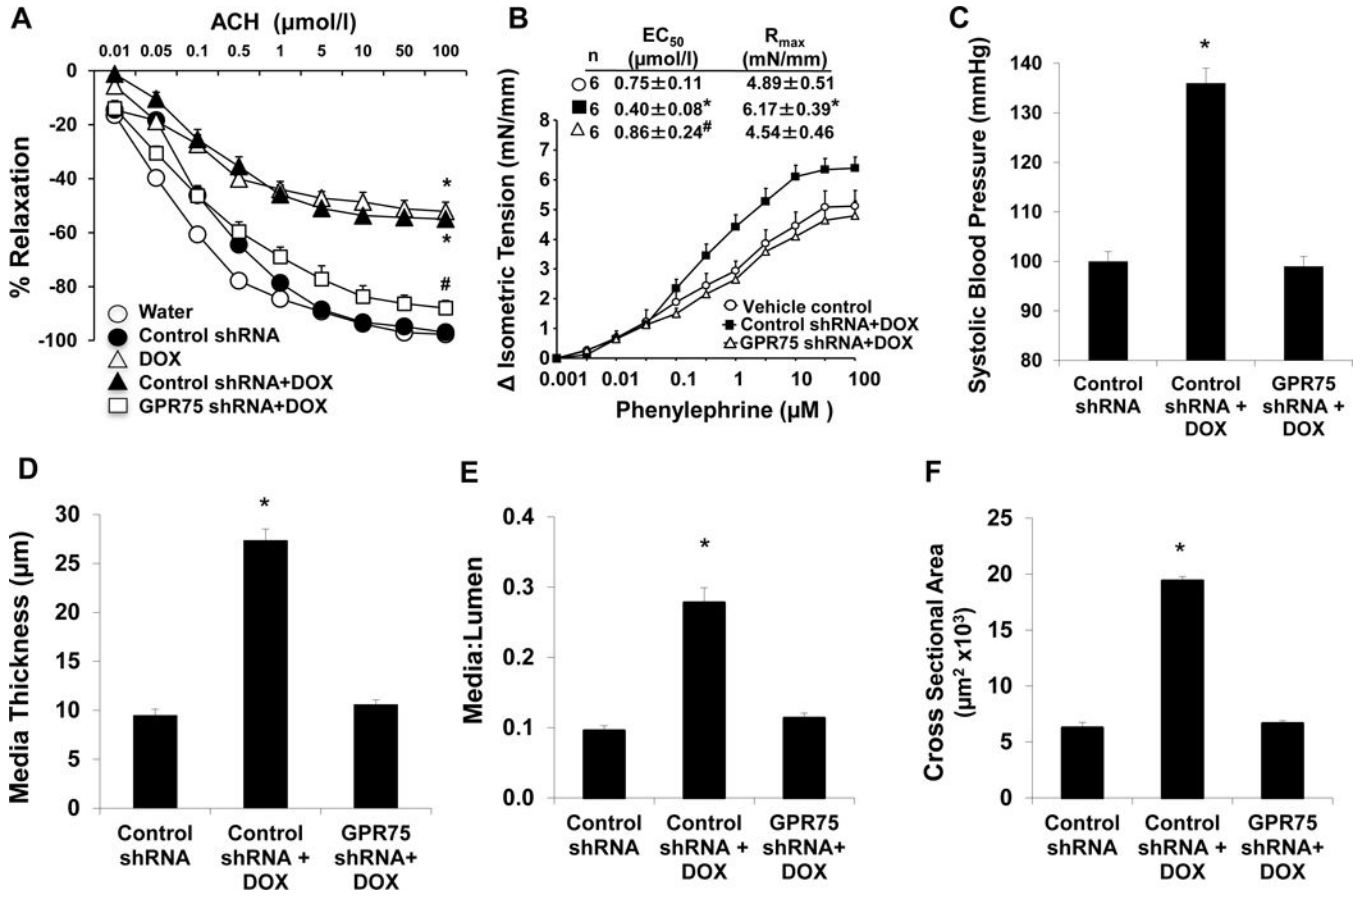 A
ACH (μmol/l)
0.01 0.05 0.1 0.5 1 5 10 50 100
0
-20
-40
-60
-80
-100
% Relaxation
*
*
#
Water
Control shRNA
DOX
Control shRNA+DOX
GPR75 shRNA+DOX
B
EC50 Rmax
n (μmol/l) (mN/mm)
6 0.75±0.11 4.89±0.51
6 0.40±0.08* 6.17±0.39*
6 0.86±0.24# 4.54±0.46
Δ Isometric Tension (mN/mm)
8
7
6
5
4
3
2
1
0
Vehicle control
Control shRNA+DOX
GPR75 shRNA+DOX
0.001 0.01 0.1 1 10 100
Phenylephrine (μM )
C
Systolic Blood Pressure (mmHg)
140
130
120
110
100
90
80
*
Control
shRNA
Control
shRNA +
DOX
GPR75
shRNA +
DOX
D
Media Thickness (μm)
30
25
20
15
10
5
0
*
Control
shRNA
Control
shRNA +
DOX
GPR75
shRNA+
DOX
E
Media:Lumen
0.4
0.3
0.2
0.1
0.0
*
Control
shRNA
Control
shRNA +
DOX
GPR75
shRNA+
DOX
F
Cross Sectional Area
(μm² x10³)
25
20
15
10
5
0
*
Control
shRNA
Control
shRNA +
DOX
GPR75
shRNA+
DOX